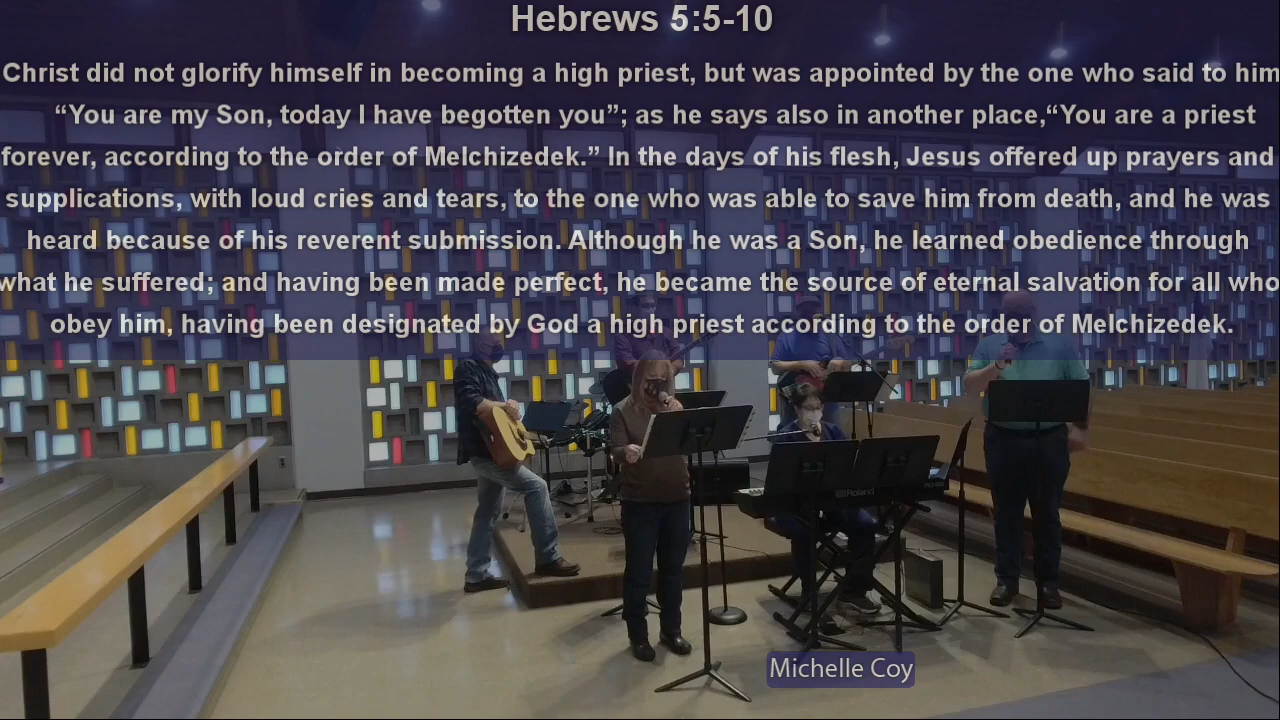 Hebrews 5:5-10
Christ did not glorify himself in becoming a high priest, but was appointed by the one who said to him
“You are my Son, today I have begotten you”; as he says also in another place,“You are a priest
forever, according to the order of Melchizedek.” In the days of his flesh, Jesus offered up prayers and
supplications, with loud cries and tears, to the one who was able to save him from death, and he was
heard because of his reverent submission. Although he was a Son, he learned obedience through
what he suffered; and having been made perfect, he became the source of eternal salvation for all who
obey him, having been designated by God a high priest according to the order of Melchizedek.
Roland
Michelle Coy